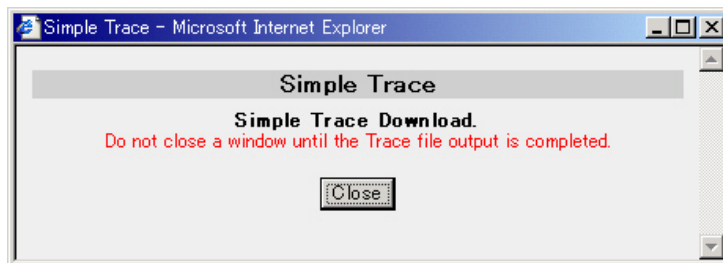 Simple Trace - Microsoft Internet Explorer
Simple Trace
Simple Trace Download.
Do not close a window until the Trace file output is completed.
Close